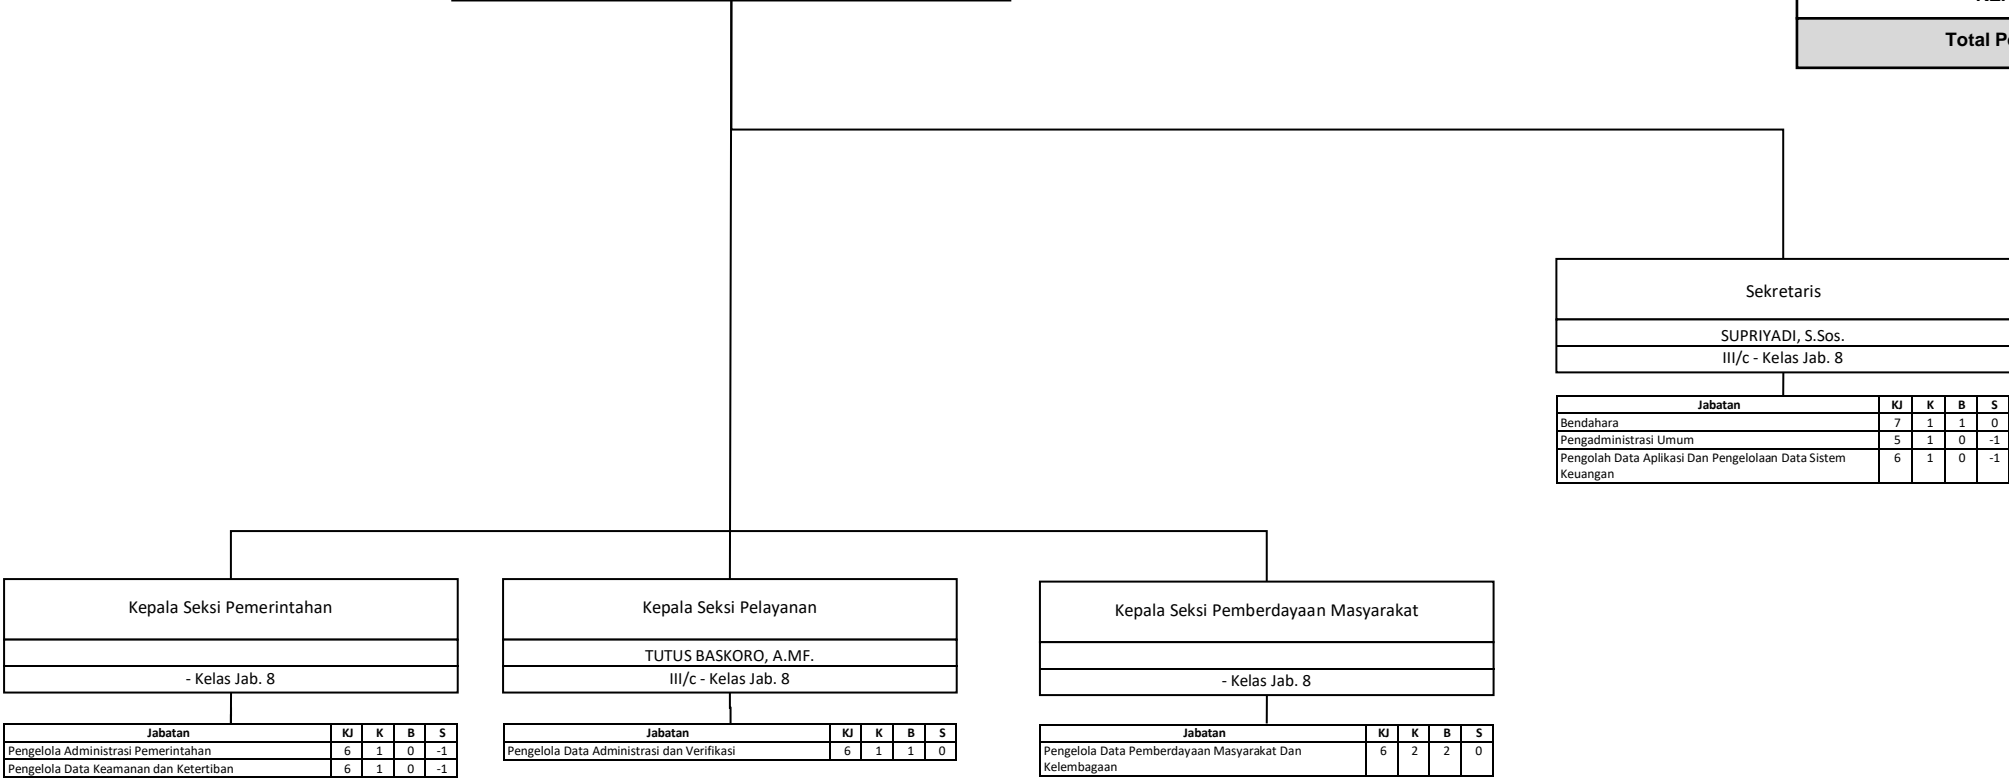 Total
Sekretaris
SUPRIYADI, S.Sos.
III/c - Kelas Jab. 8
Jabatan KJ K B S
Bendahara 7 1 1 0
Pengadministrasi Umum 5 1 0 -1
Pengolah Data Aplikasi Dan Pengelolaan Data Sistem 6 1 0 -1
Keuangan
Kepala Seksi Pemerintahan
- Kelas Jab. 8
Jabatan KJ K B S
Pengelola Administrasi Pemerintahan 6 1 0 -1
Pengelola Data Keamanan dan Ketertiban 6 1 0 -1
Kepala Seksi Pelayanan
TUTUS BASKORO, A.MF.
III/c - Kelas Jab. 8
Jabatan KJ K B S
Pengelola Data Administrasi dan Verifikasi 6 1 1 0
Kepala Seksi Pemberdayaan Masyarakat
- Kelas Jab. 8
Jabatan KJ K B S
Pengelola Data Pemberdayaan Masyarakat Dan 6 2 2 0
Kelembagaan